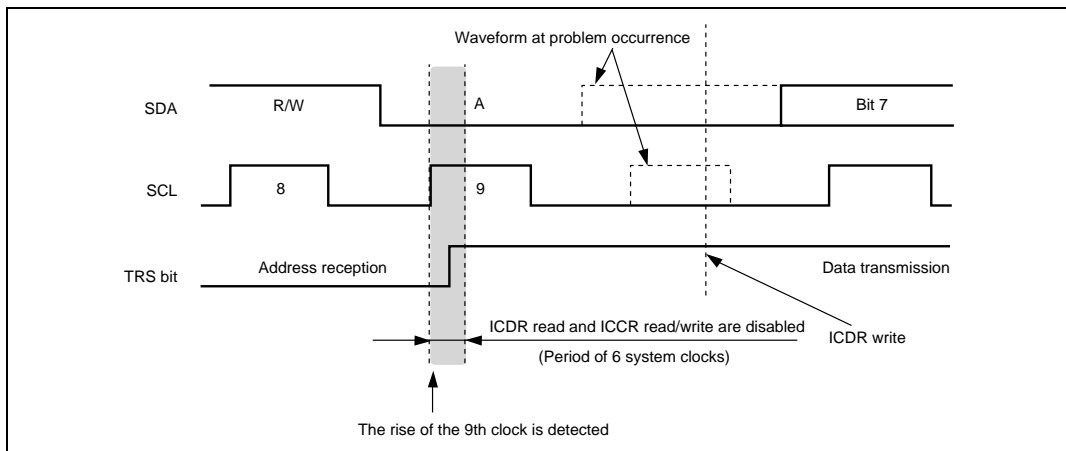 Waveform at problem occurrence
SDA
R/W
A
Bit 7
SCL
8
9
TRS bit
Address reception
Data transmission
ICDR read and ICCR read/write are disabled
(Period of 6 system clocks)
ICDR write
The rise of the 9th clock is detected